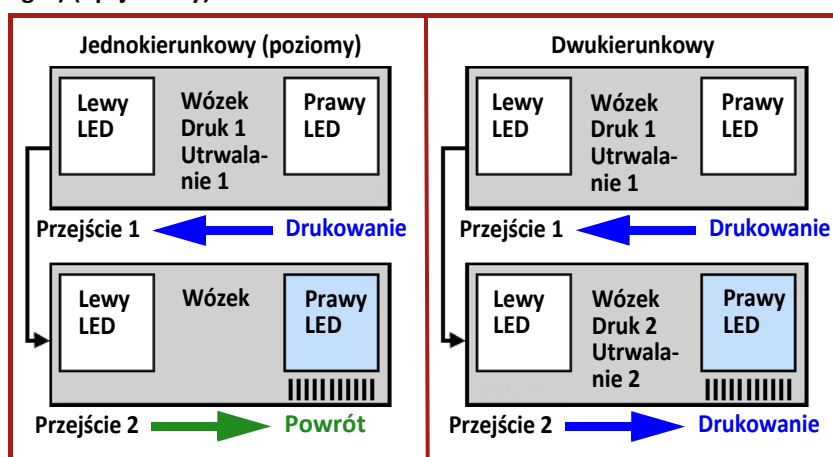 Jednokierunkowy (poziomy)
Lewy
LED
Wózek
Druk 1
Utrwala-
nie 1
Prawy
LED
Przejście 1
Drukowanie
Lewy
LED
Wózek
Prawy
LED
Przejście 2
Powrót
Dwukierunkowy
Lewy
LED
Wózek
Druk 1
Utrwala-
nie 1
Prawy
LED
Przejście 1
Drukowanie
Lewy
LED
Wózek
Druk 2
Utrwala-
nie 2
Prawy
LED
Przejście 2
Drukowanie